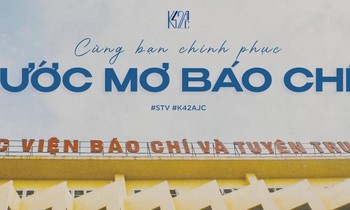 K42
Cùng bạn chinh phục
ƯỚC MƠ BÁO CHÍ
#STV #K42AJC
C VIỆN BÁO CHÍ VÀ TUYÊN TRU